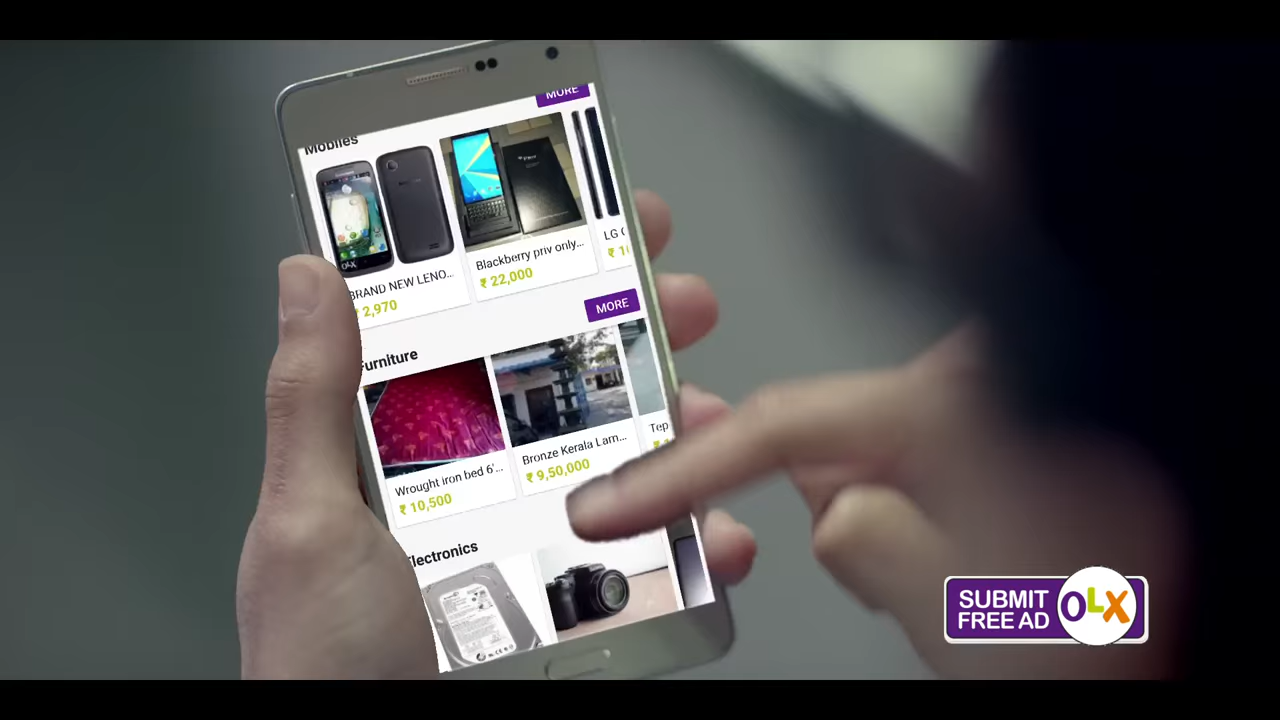 MORE
Mobiles
BRAND NEW LENO...
₹ 2,970
Blackberry priv only...
₹ 22,000
LG
MORE
Furniture
Wrought iron bed 6'...
₹ 10,500
Bronze Kerala Lam...
₹ 9,50,000
Tep
Electronics
SUBMIT
FREE AD
OLX